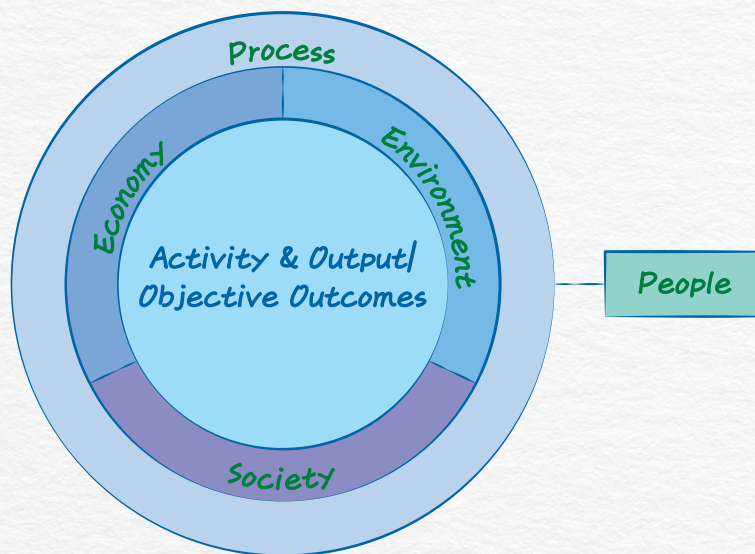 Process
Economy
Environment
Activity & Output/
Objective Outcomes
People
Society